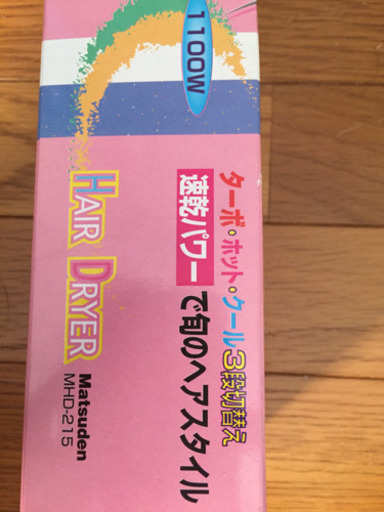 1100W
ターボ・ホット・クール3段切替え
速乾パワーで旬のヘアスタイル
HAIR DRYER
Matsuden
MHD-215